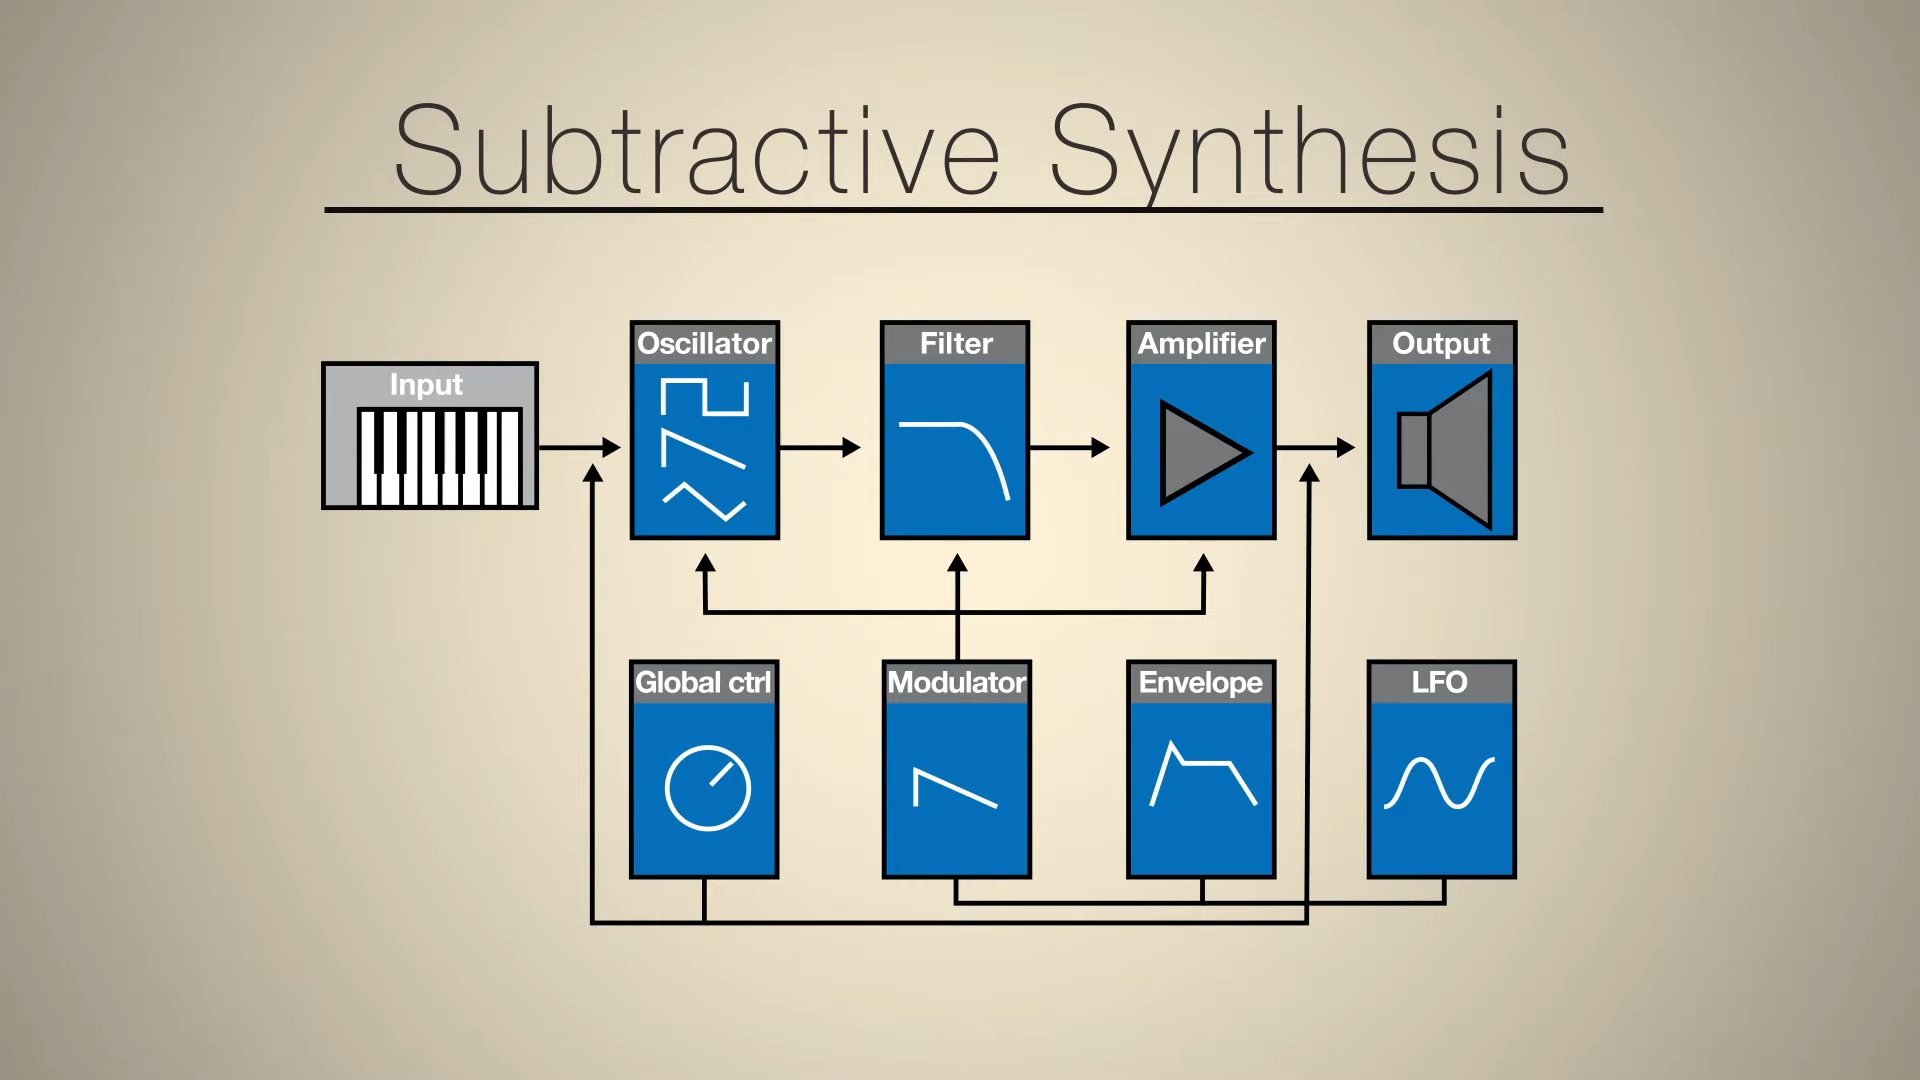 Subtractive Synthesis
Input
Oscillator
Filter
Amplifier
Output
Global ctrl
Modulator
Envelope
LFO